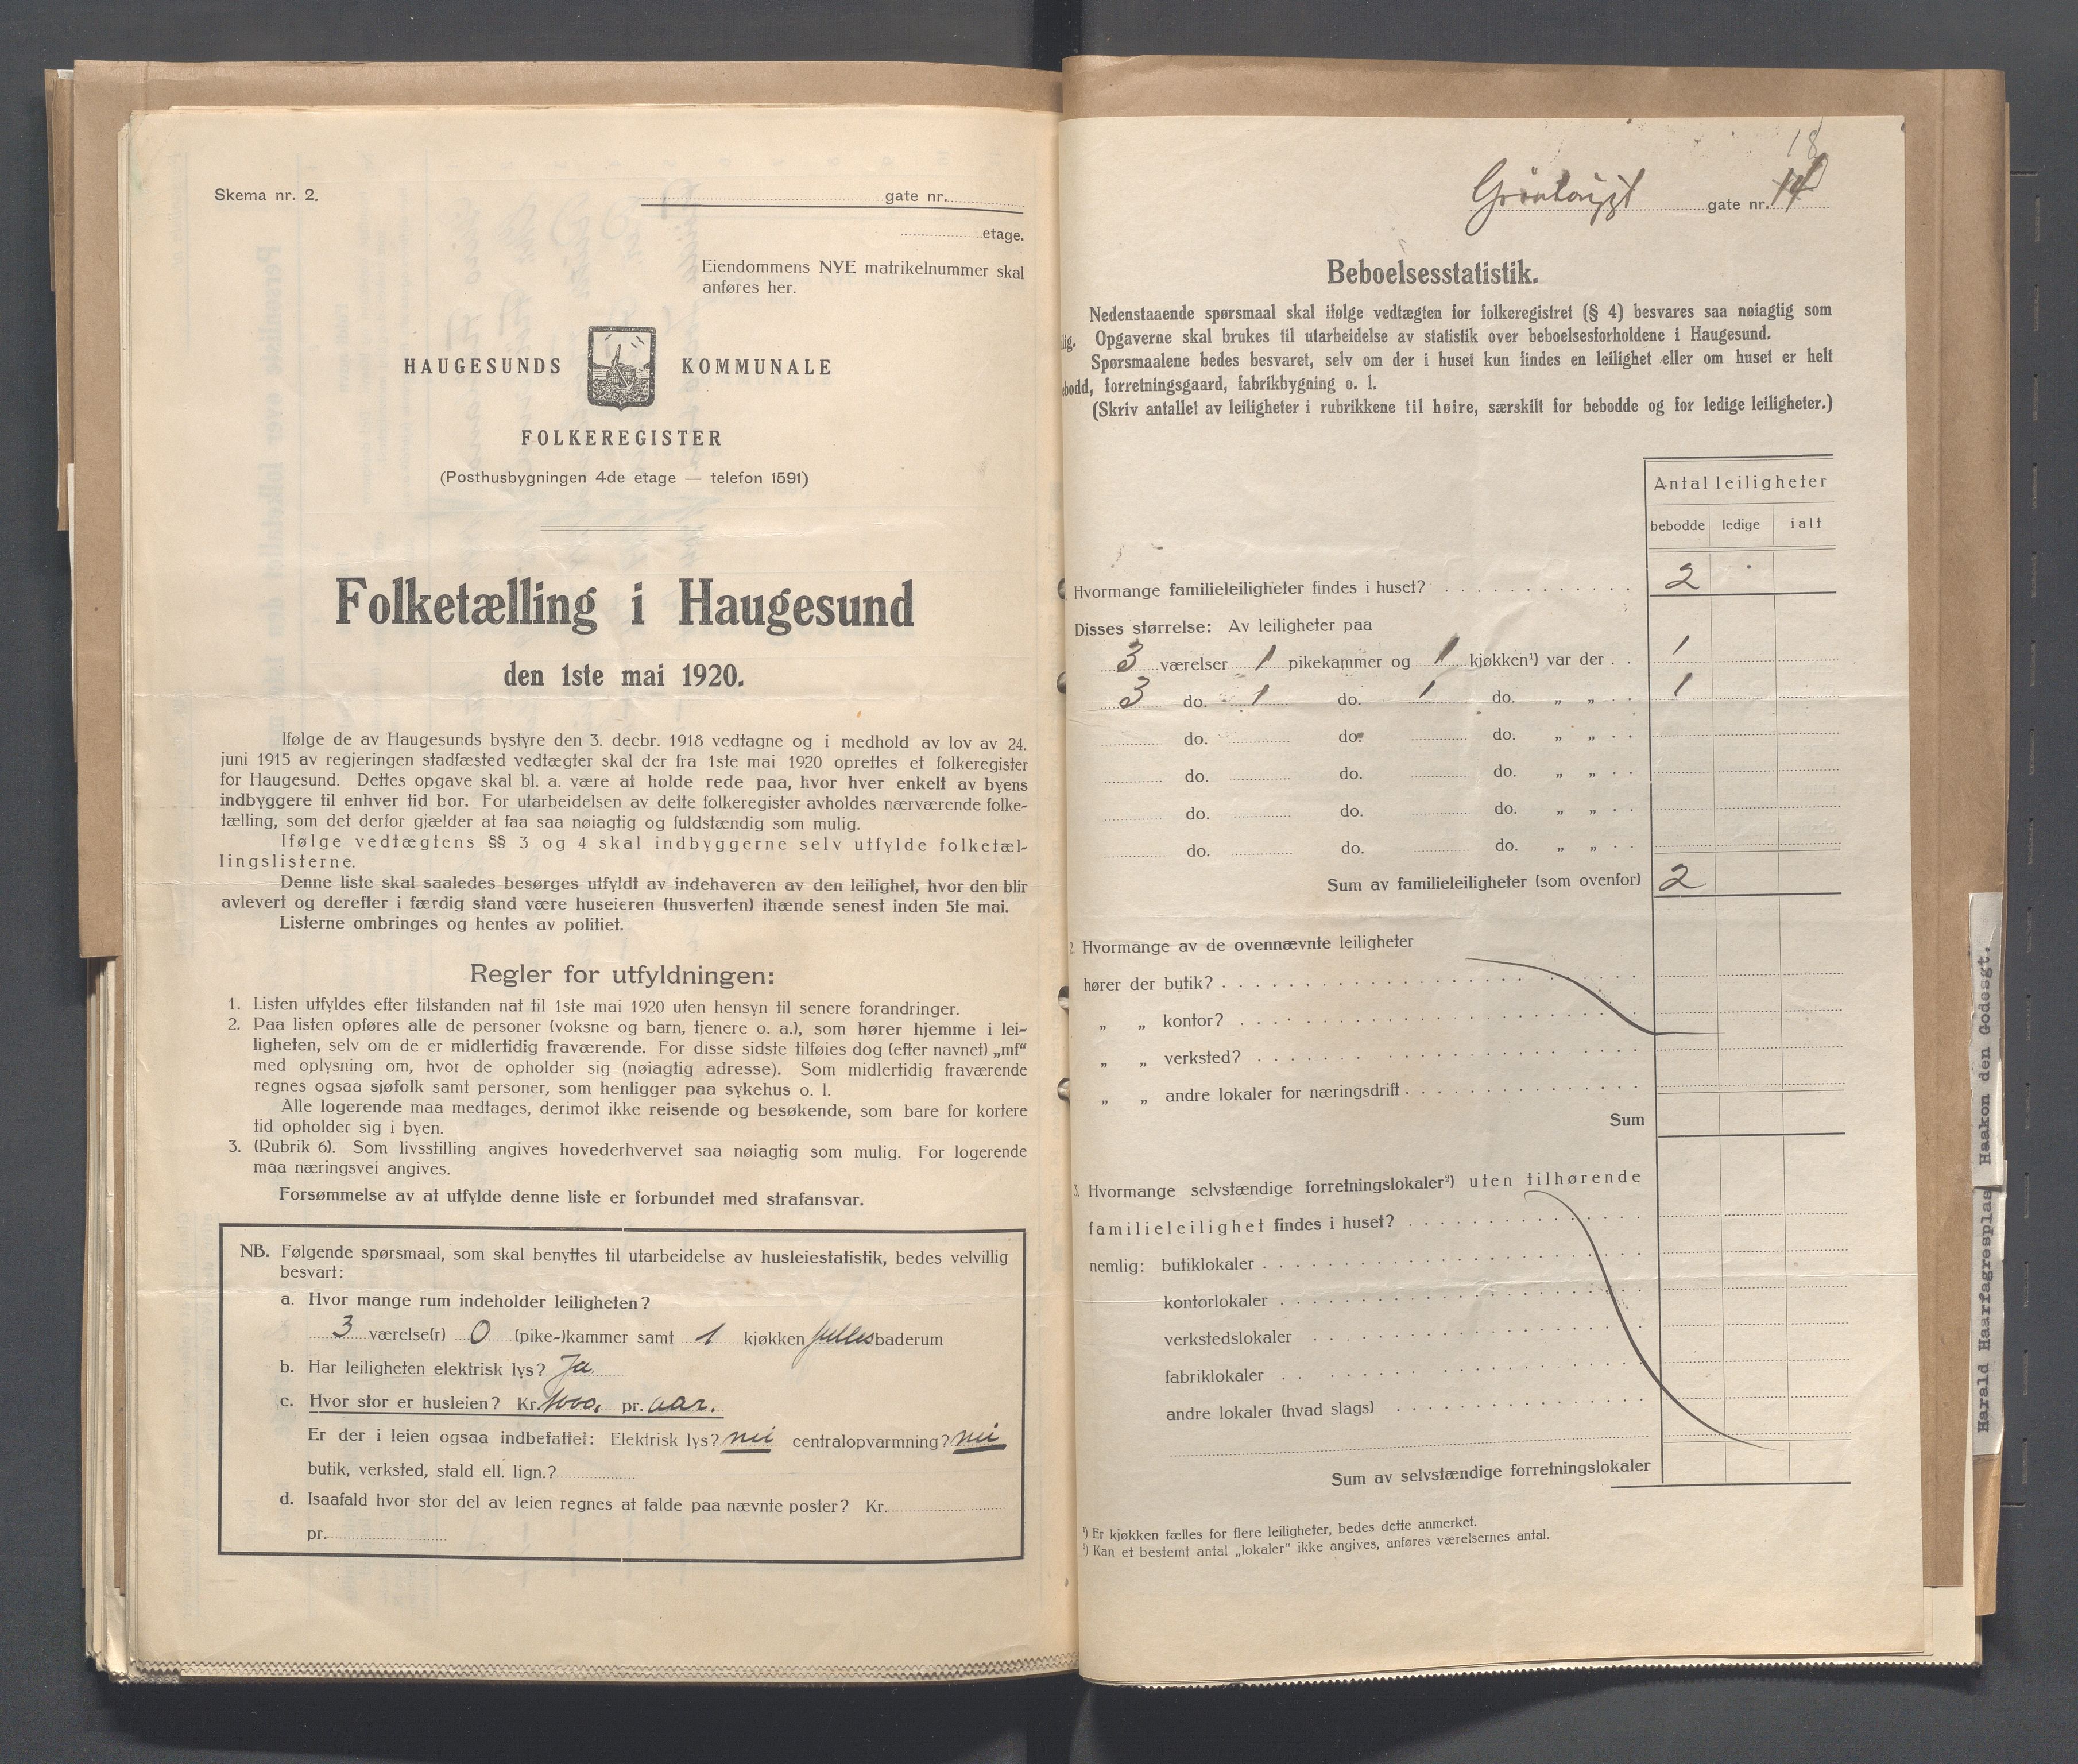 Skema nr. 2.
gate nr.
etage.
Eiendommens NYE matrikelnummer skal
anføres her.
HAUGESUNDS KOMMUNALE
FOLKEREGISTER
(Posthusbygningen 4de etage — telefon 1591)
Folketælling i Haugesund
den 1ste mai 1920.
Ifølge de av Haugesunds bystyre den 3. decbr. 1918 vedtagne og i medhold av lov av 24.
juni 1915 av regjeringen stadfæsted vedtægter skal der fra 1ste mai 1920 oprettes et folkeregister
for Haugesund. Dettes opgave skal bl. a. være at holde rede paa, hvor hver enkelt av byens
indbyggere til enhver tid bor. For utarbeidelsen av dette folkeregister avholdes nærværende folke-
tælling, som det derfor gjælder at faa saa nøiagtig og fuldstændig som mulig.
Ifølge vedtægtens §§ 3 og 4 skal indbyggerne selv utfylde folketæl-
lingslisterne.
Denne liste skal saaledes besørges utfyldt av indehaveren av den leilighet, hvor den blir
avlevert og derefter i færdig stand være huseieren (husverten) ihænde senest inden 5te mai.
Listerne ombringes og hentes av politiet.
Regler for utfyldningen:
1. Listen utfyldes efter tilstanden nat til 1ste mai 1920 uten hensyn til senere forandringer.
2. Paa listen opføres alle de personer (voksne og barn, tjenere o. a.), som hører hjemme i lei-
ligheten, selv om de er midlertidig fraværende. For disse sidste tilføies dog (efter navnet) „mf“
med oplysning om, hvor de opholder sig (nøiagtig adresse). Som midlertidig fraværende
regnes ogsaa sjøfolk samt personer, som henligger paa sykehus o. l.
Alle logerende maa medtages, derimot ikke reisende og besøkende, som bare for kortere
tid opholder sig i byen.
3. (Rubrik 6). Som livsstilling angives hovederhvervet saa nøiagtig som mulig. For logerende
maa næringsvei angives.
Forsømmelse av at utfylde denne liste er forbundet med strafansvar.
NB. Følgende spørsmaal, som skal benyttes til utarbeidelse av husleiestatistik, bedes velvillig
besvart:
a. Hvor mange rum indeholder leiligheten?
3 værelse(r) 0 (pike-)kammer samt 1 kjøkken felles baderum
b. Har leiligheten elektrisk lys? Ja
c. Hvor stor er husleien? Kr. 1000, pr. aar.
Er der i leien ogsaa indbefattet: Elektrisk lys? nei centralopvarmning? nei
butik, verksted, stald ell. lign.?
d. Isaafald hvor stor del av leien regnes at falde paa nævnte poster? Kr.
pr.
18
gate nr. 14
Beboelsesstatistik.
Nedenstaaende spørsmaal skal ifølge vedtægten for folkeregistret (§ 4) besvares saa nøiagtig som
lig. Opgaverne skal brukes til utarbeidelse av statistik over beboelsesforholdene i Haugesund.
Spørsmaalene bedes besvaret, selv om der i huset kun findes en leilighet eller om huset er helt
ebodd, forretningsgaard, fabrikbygning o. l.
(Skriv antallet av leiligheter i rubrikkene til høire, særskilt for bebodde og for ledige leiligheter.)
Antal leiligheter
bebodde ledige ialt
Hvormange familieleiligheter findes i huset? 2
Disses størrelse: Av leiligheter paa
3 værelser 1 pikekammer og 1 kjøkken¹) var der 1
3 do. 1 do. 1 do. „ „ 1
do. do. do. „ „
do. do. do. „ „
do. do. do. „ „
do. do. do. „ „
Sum av familieleiligheter (som ovenfor) 2
2. Hvormange av de ovennævnte leiligheter
hører der butik?
„ „ kontor?
„ „ verksted?
„ „ andre lokaler for næringsdrift
Sum
3. Hvormange selvstændige forretningslokaler²) uten tilhørende
familieleilighet findes i huset?
nemlig: butiklokaler
kontorlokaler
verkstedslokaler
fabriklokaler
andre lokaler (hvad slags)
Sum av selvstændige forretningslokaler
¹) Er kjøkken fælles for flere leiligheter, bedes dette anmerket.
²) Kan et bestemt antal „lokaler“ ikke angives, anføres værelsernes antal.
Haakon den Godesgt.
Harald Haarfagresplas